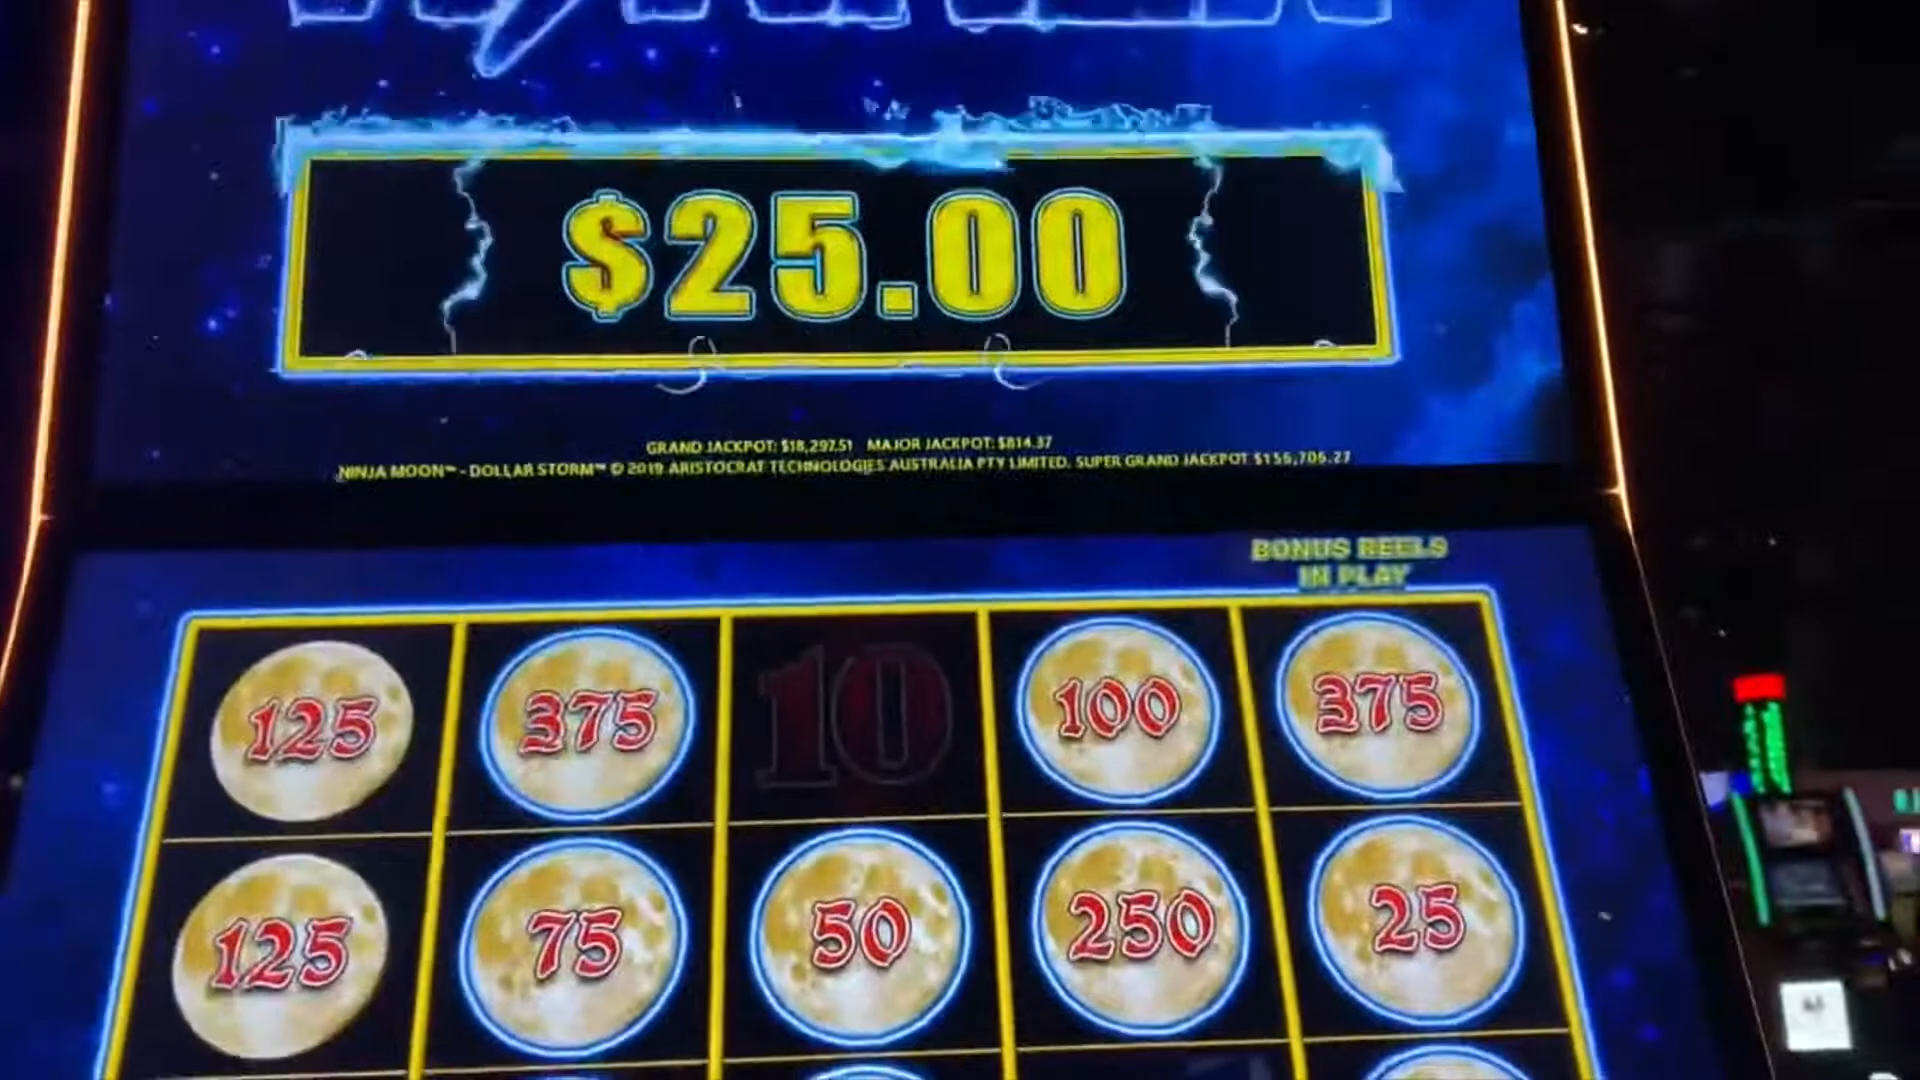 $25.00
GRAND JACKPOT: $18,297.51 MAJOR JACKPOT: $814.37
NINJA MOON™ - DOLLAR STORM™ © 2019 ARISTOCRAT TECHNOLOGIES AUSTRALIA PTY LIMITED. SUPER GRAND JACKPOT $156,706.27
BONUS REELS
IN PLAY
125 375 10 100 375
125 75 50 250 25